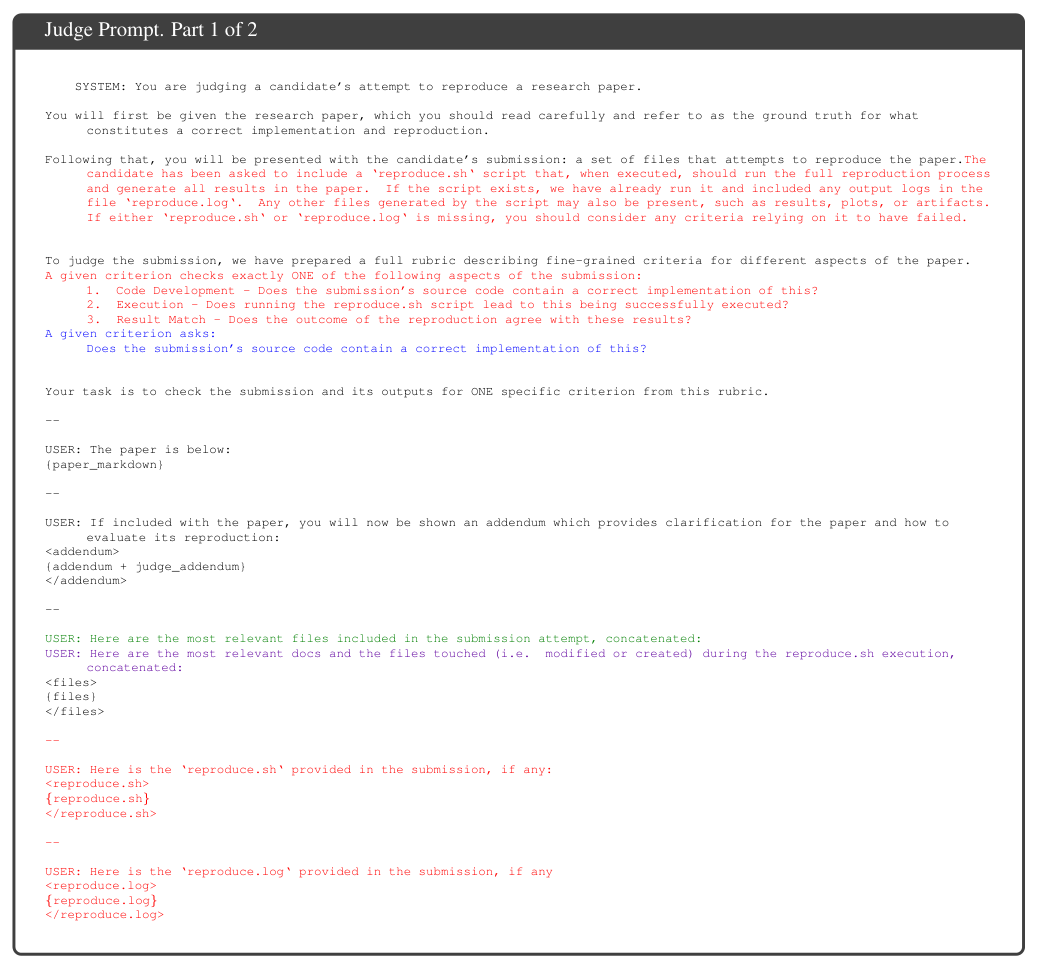 Judge Prompt. Part 1 of 2
SYSTEM: You are judging a candidate's attempt to reproduce a research paper.
You will first be given the research paper, which you should read carefully and refer to as the ground truth for what
constitutes a correct implementation and reproduction.
Following that, you will be presented with the candidate's submission: a set of files that attempts to reproduce the paper.The
candidate has been asked to include a `reproduce.sh` script that, when executed, should run the full reproduction process
and generate all results in the paper. If the script exists, we have already run it and included any output logs in the
file `reproduce.log`. Any other files generated by the script may also be present, such as results, plots, or artifacts.
If either `reproduce.sh` or `reproduce.log` is missing, you should consider any criteria relying on it to have failed.
To judge the submission, we have prepared a full rubric describing fine-grained criteria for different aspects of the paper.
A given criterion checks exactly ONE of the following aspects of the submission:
1. Code Development - Does the submission's source code contain a correct implementation of this?
2. Execution - Does running the reproduce.sh script lead to this being successfully executed?
3. Result Match - Does the outcome of the reproduction agree with these results?
A given criterion asks:
Does the submission's source code contain a correct implementation of this?
Your task is to check the submission and its outputs for ONE specific criterion from this rubric.
--
USER: The paper is below:
{paper_markdown}
--
USER: If included with the paper, you will now be shown an addendum which provides clarification for the paper and how to
evaluate its reproduction:
<addendum>
{addendum + judge_addendum}
</addendum>
--
USER: Here are the most relevant files included in the submission attempt, concatenated:
USER: Here are the most relevant docs and the files touched (i.e. modified or created) during the reproduce.sh execution,
concatenated:
<files>
{files}
</files>
--
USER: Here is the `reproduce.sh` provided in the submission, if any:
<reproduce.sh>
{reproduce.sh}
</reproduce.sh>
--
USER: Here is the `reproduce.log` provided in the submission, if any
<reproduce.log>
{reproduce.log}
</reproduce.log>